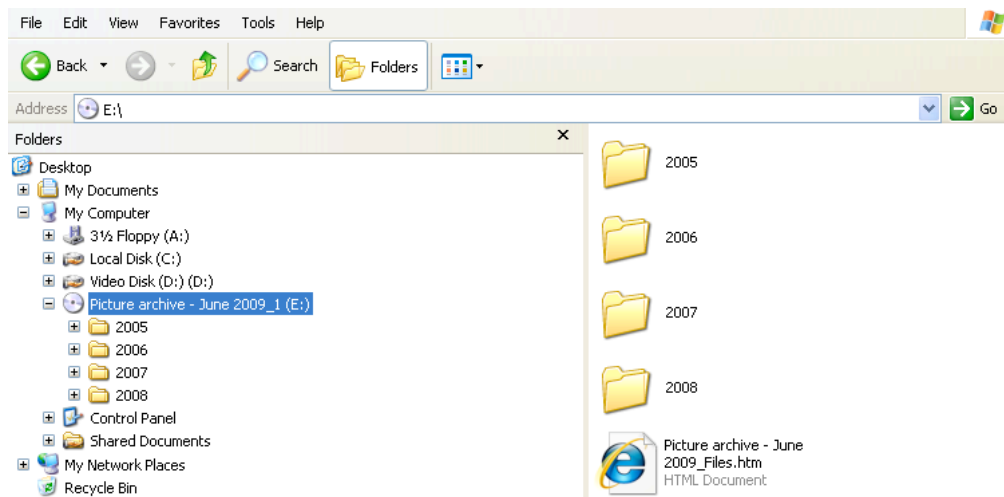 File Edit View Favorites Tools Help
Back Search Folders
Address E:\ Go
Folders x
Desktop
My Documents
My Computer
3½ Floppy (A:)
Local Disk (C:)
Video Disk (D:) (D:)
Picture archive - June 2009_1 (E:)
2005
2006
2007
2008
Control Panel
Shared Documents
My Network Places
Recycle Bin
2005
2006
2007
2008
Picture archive - June
2009_Files.htm
HTML Document